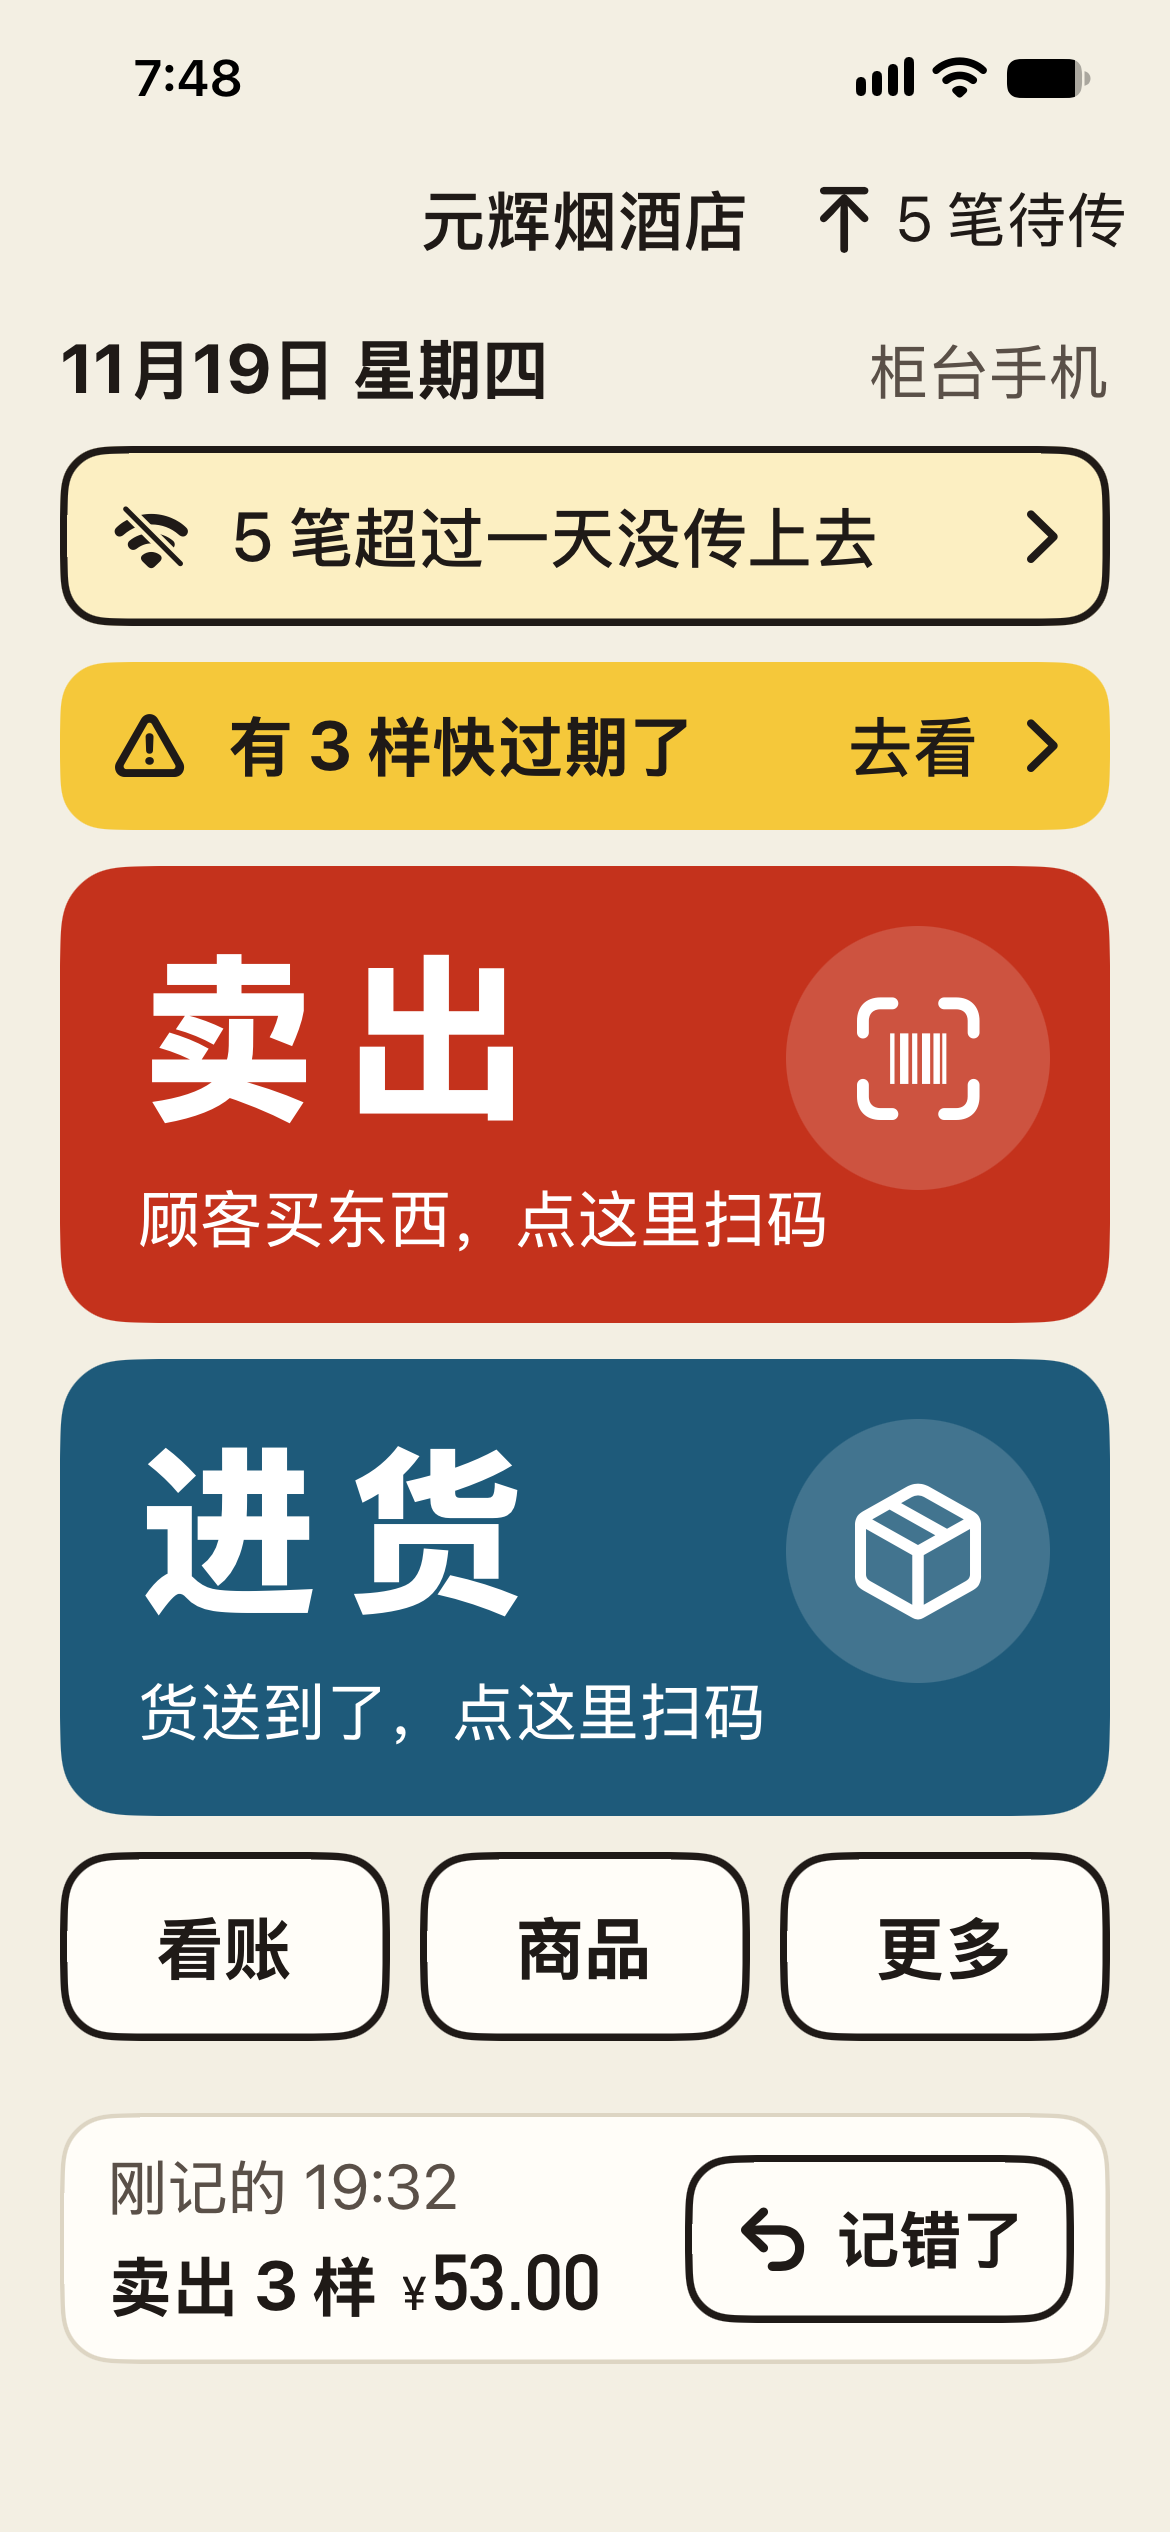 7:48
元辉烟酒店
5 笔待传
11月19日 星期四
柜台手机
5 笔超过一天没传上去
有 3 样快过期了
去看
卖出
顾客买东西，点这里扫码
进货
货送到了，点这里扫码
看账
商品
更多
刚记的 19:32
卖出 3 样 ¥53.00
记错了